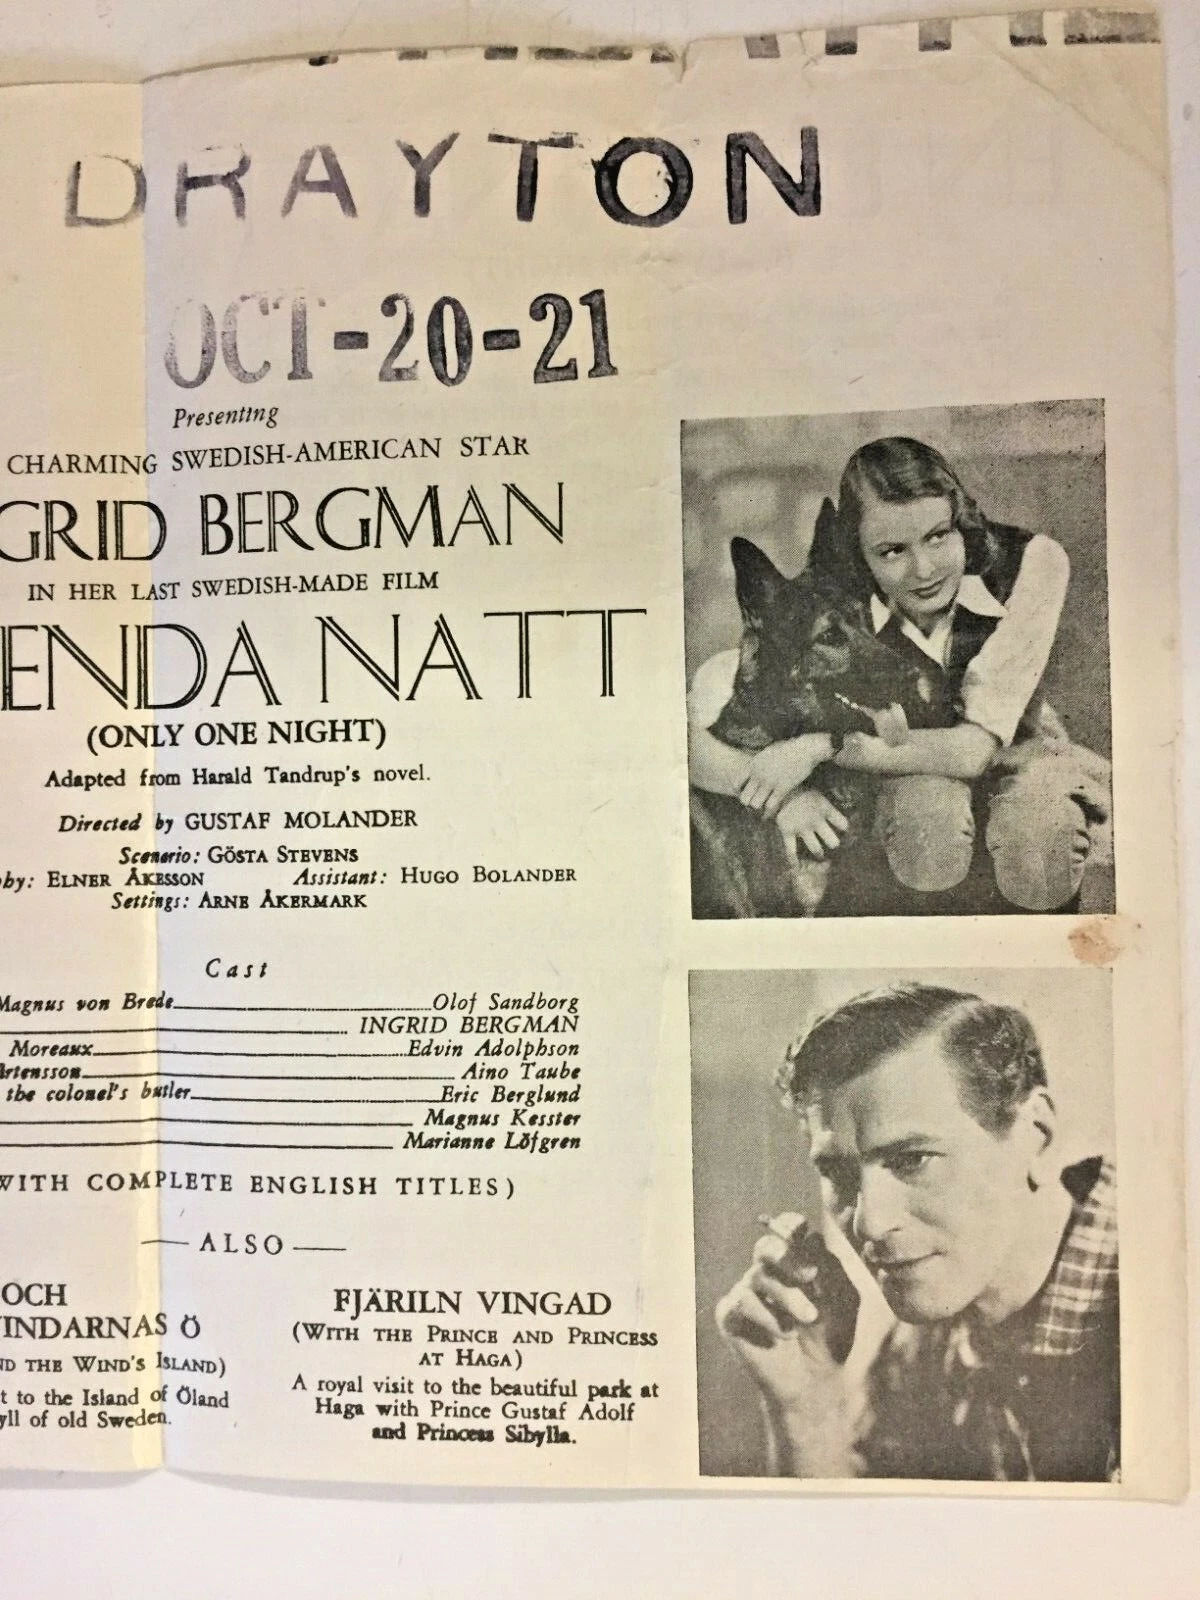 DRAYTON
OCT-20-21
Presenting
CHARMING SWEDISH-AMERICAN STAR
GRID BERGMAN
IN HER LAST SWEDISH-MADE FILM
ENDA NATT
(ONLY ONE NIGHT)
Adapted from Harald Tandrup's novel.
Directed by GUSTAF MOLANDER
Scenerio: GÖSTA STEVENS
by: ELNER ÅKESSON Assistant: HUGO BOLANDER
Settings: ARNE ÅKERMARK
Cast
Magnus von Brede Olof Sandborg
INGRID BERGMAN
Moreaux Edvin Adolphson
rtensson Aino Taube
the colonel's butler Eric Berglund
Magnus Kesster
Marianne Löfgren
WITH COMPLETE ENGLISH TITLES)
— ALSO —
OCH
VINDARNAS Ö
ND THE WIND'S ISLAND)
t to the Island of Öland
yll of old Sweden.
FJÄRILN VINGAD
(WITH THE PRINCE AND PRINCESS
AT HAGA)
A royal visit to the beautiful park at
Haga with Prince Gustaf Adolf
and Princess Sibylla.